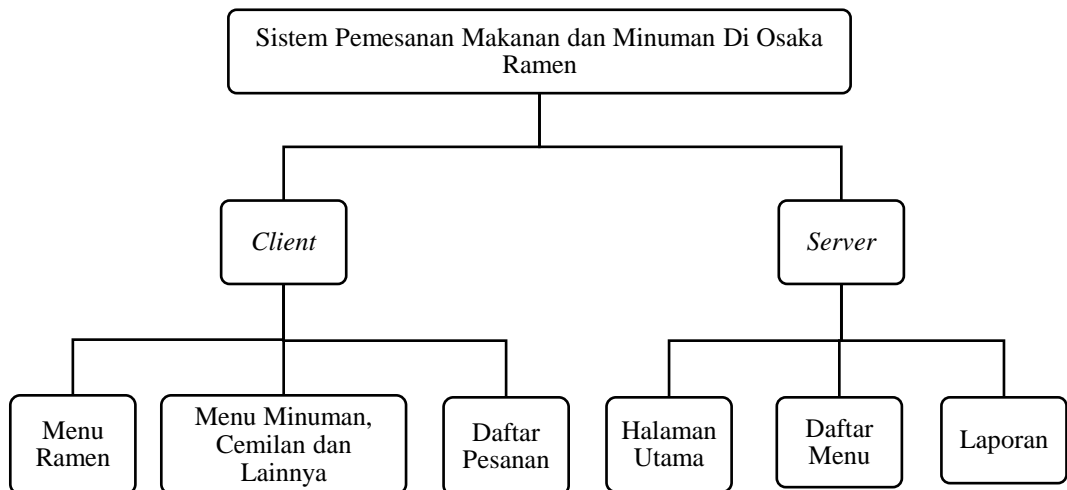 Sistem Pemesanan Makanan dan Minuman Di Osaka
Ramen
Client
Server
Menu
Ramen
Menu Minuman,
Cemilan dan
Lainnya
Daftar
Pesanan
Halaman
Utama
Daftar
Menu
Laporan